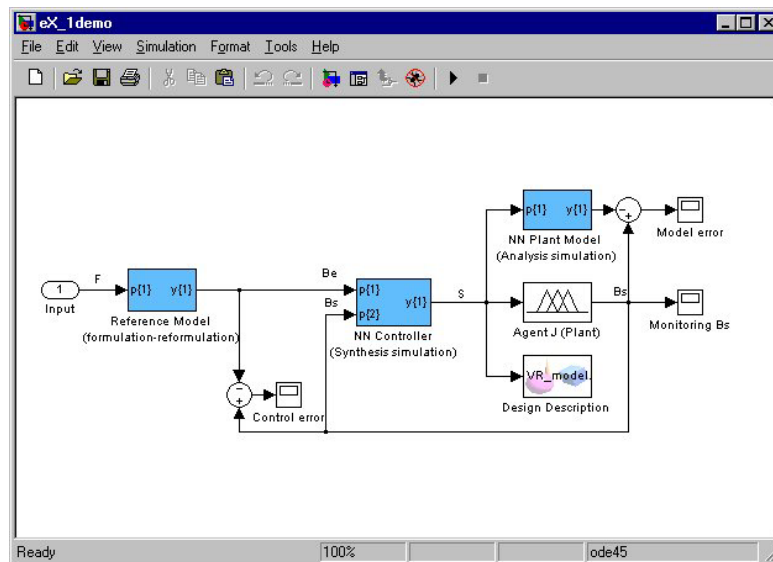 eX_1demo
File Edit View Simulation Format Tools Help
F
1
Input
p{1} y{1}
Reference Model
(formulation-reformulation)
Be
Bs
p{1}
p{2}
y{1}
NN Controller
(Synthesis simulation)
S
p{1} y{1}
NN Plant Model
(Analysis simulation)
Model error
Bs
Agent J (Plant)
Monitoring Bs
VR_model.
Design Description
Control error
Ready 100% ode45